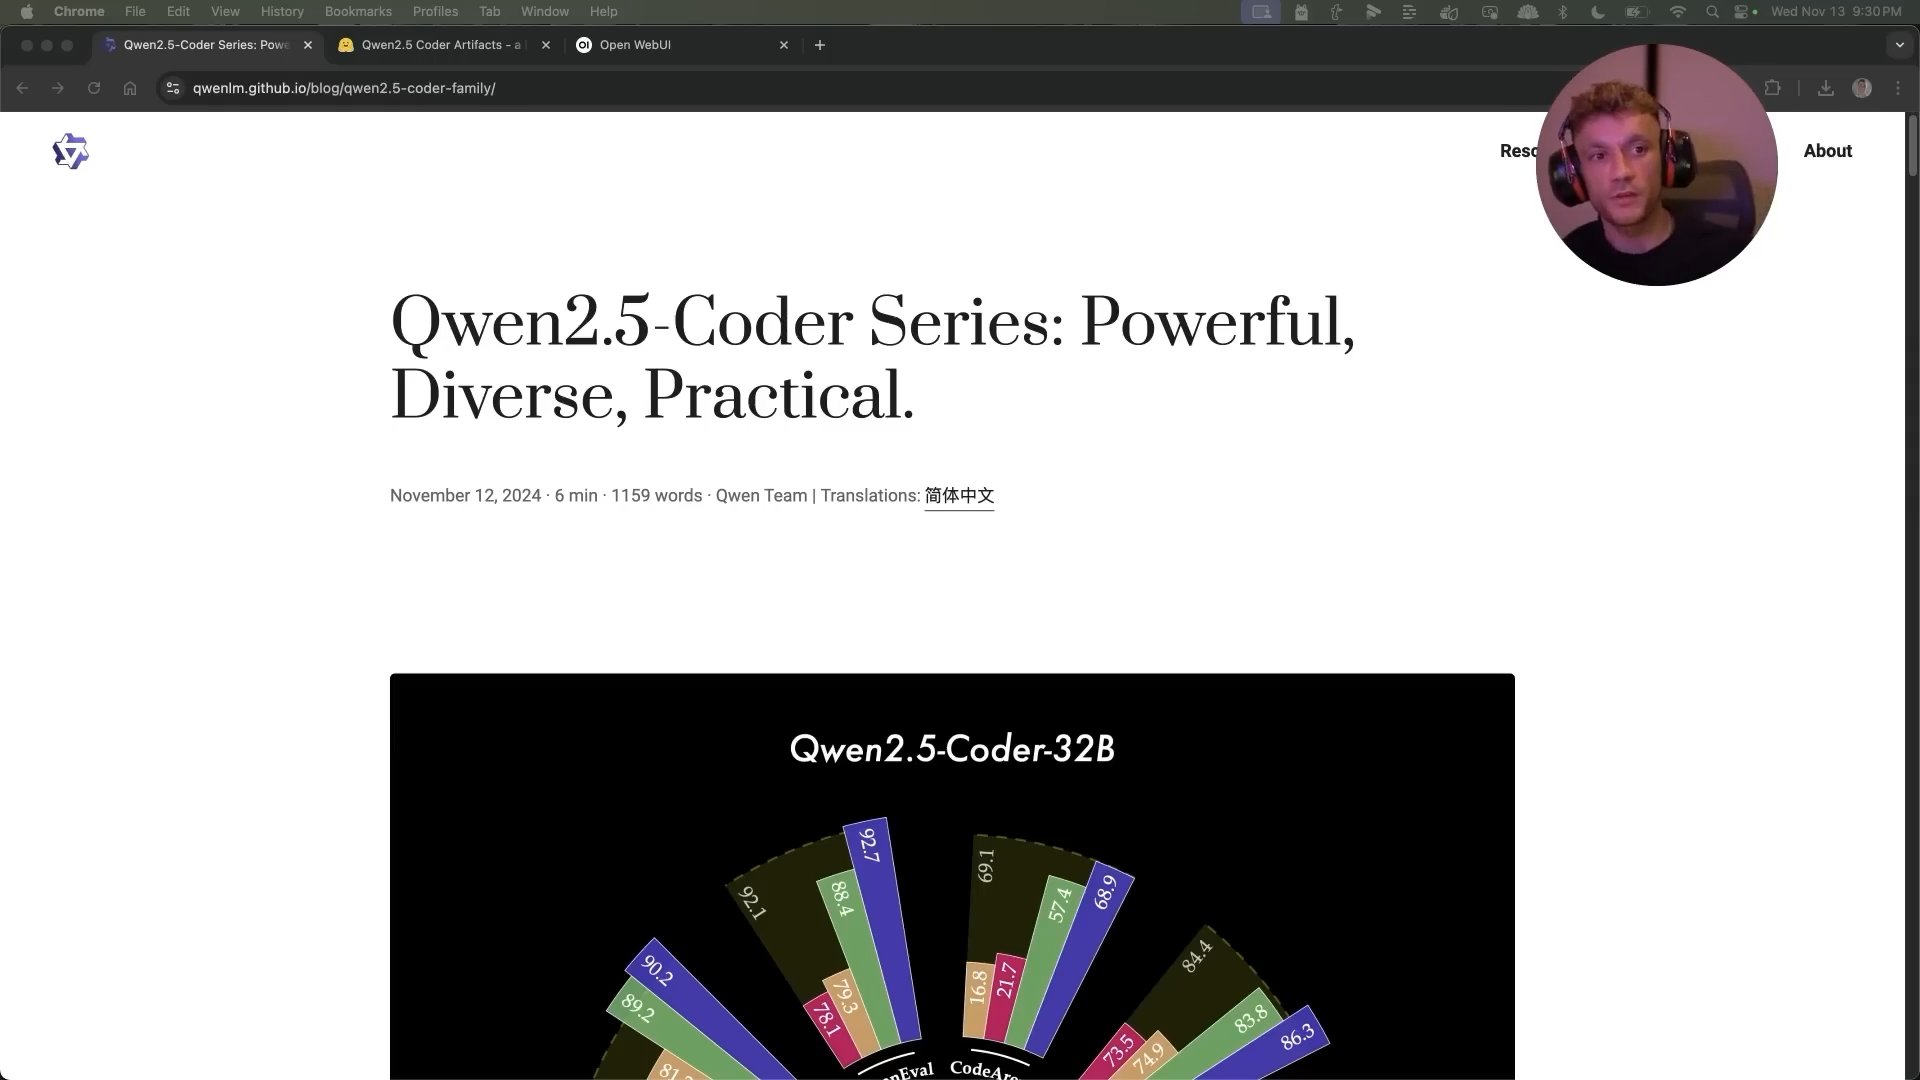 Chrome File Edit View History Bookmarks Profiles Tab Window Help Wed Nov 13 9:30 PM
Qwen2.5-Coder Series: Powe Qwen2.5 Coder Artifacts - a Open WebUI
qwenlm.github.io/blog/qwen2.5-coder-family/
About
Qwen2.5-Coder Series: Powerful,
Diverse, Practical.
November 12, 2024 · 6 min · 1159 words · Qwen Team | Translations: 简体中文
Qwen2.5-Coder-32B
92.7
92.1
88.4
79.3
78.1
69.1
68.9
57.4
21.7
16.8
90.2
89.2
84.4
83.8
86.3
73.5
74.9